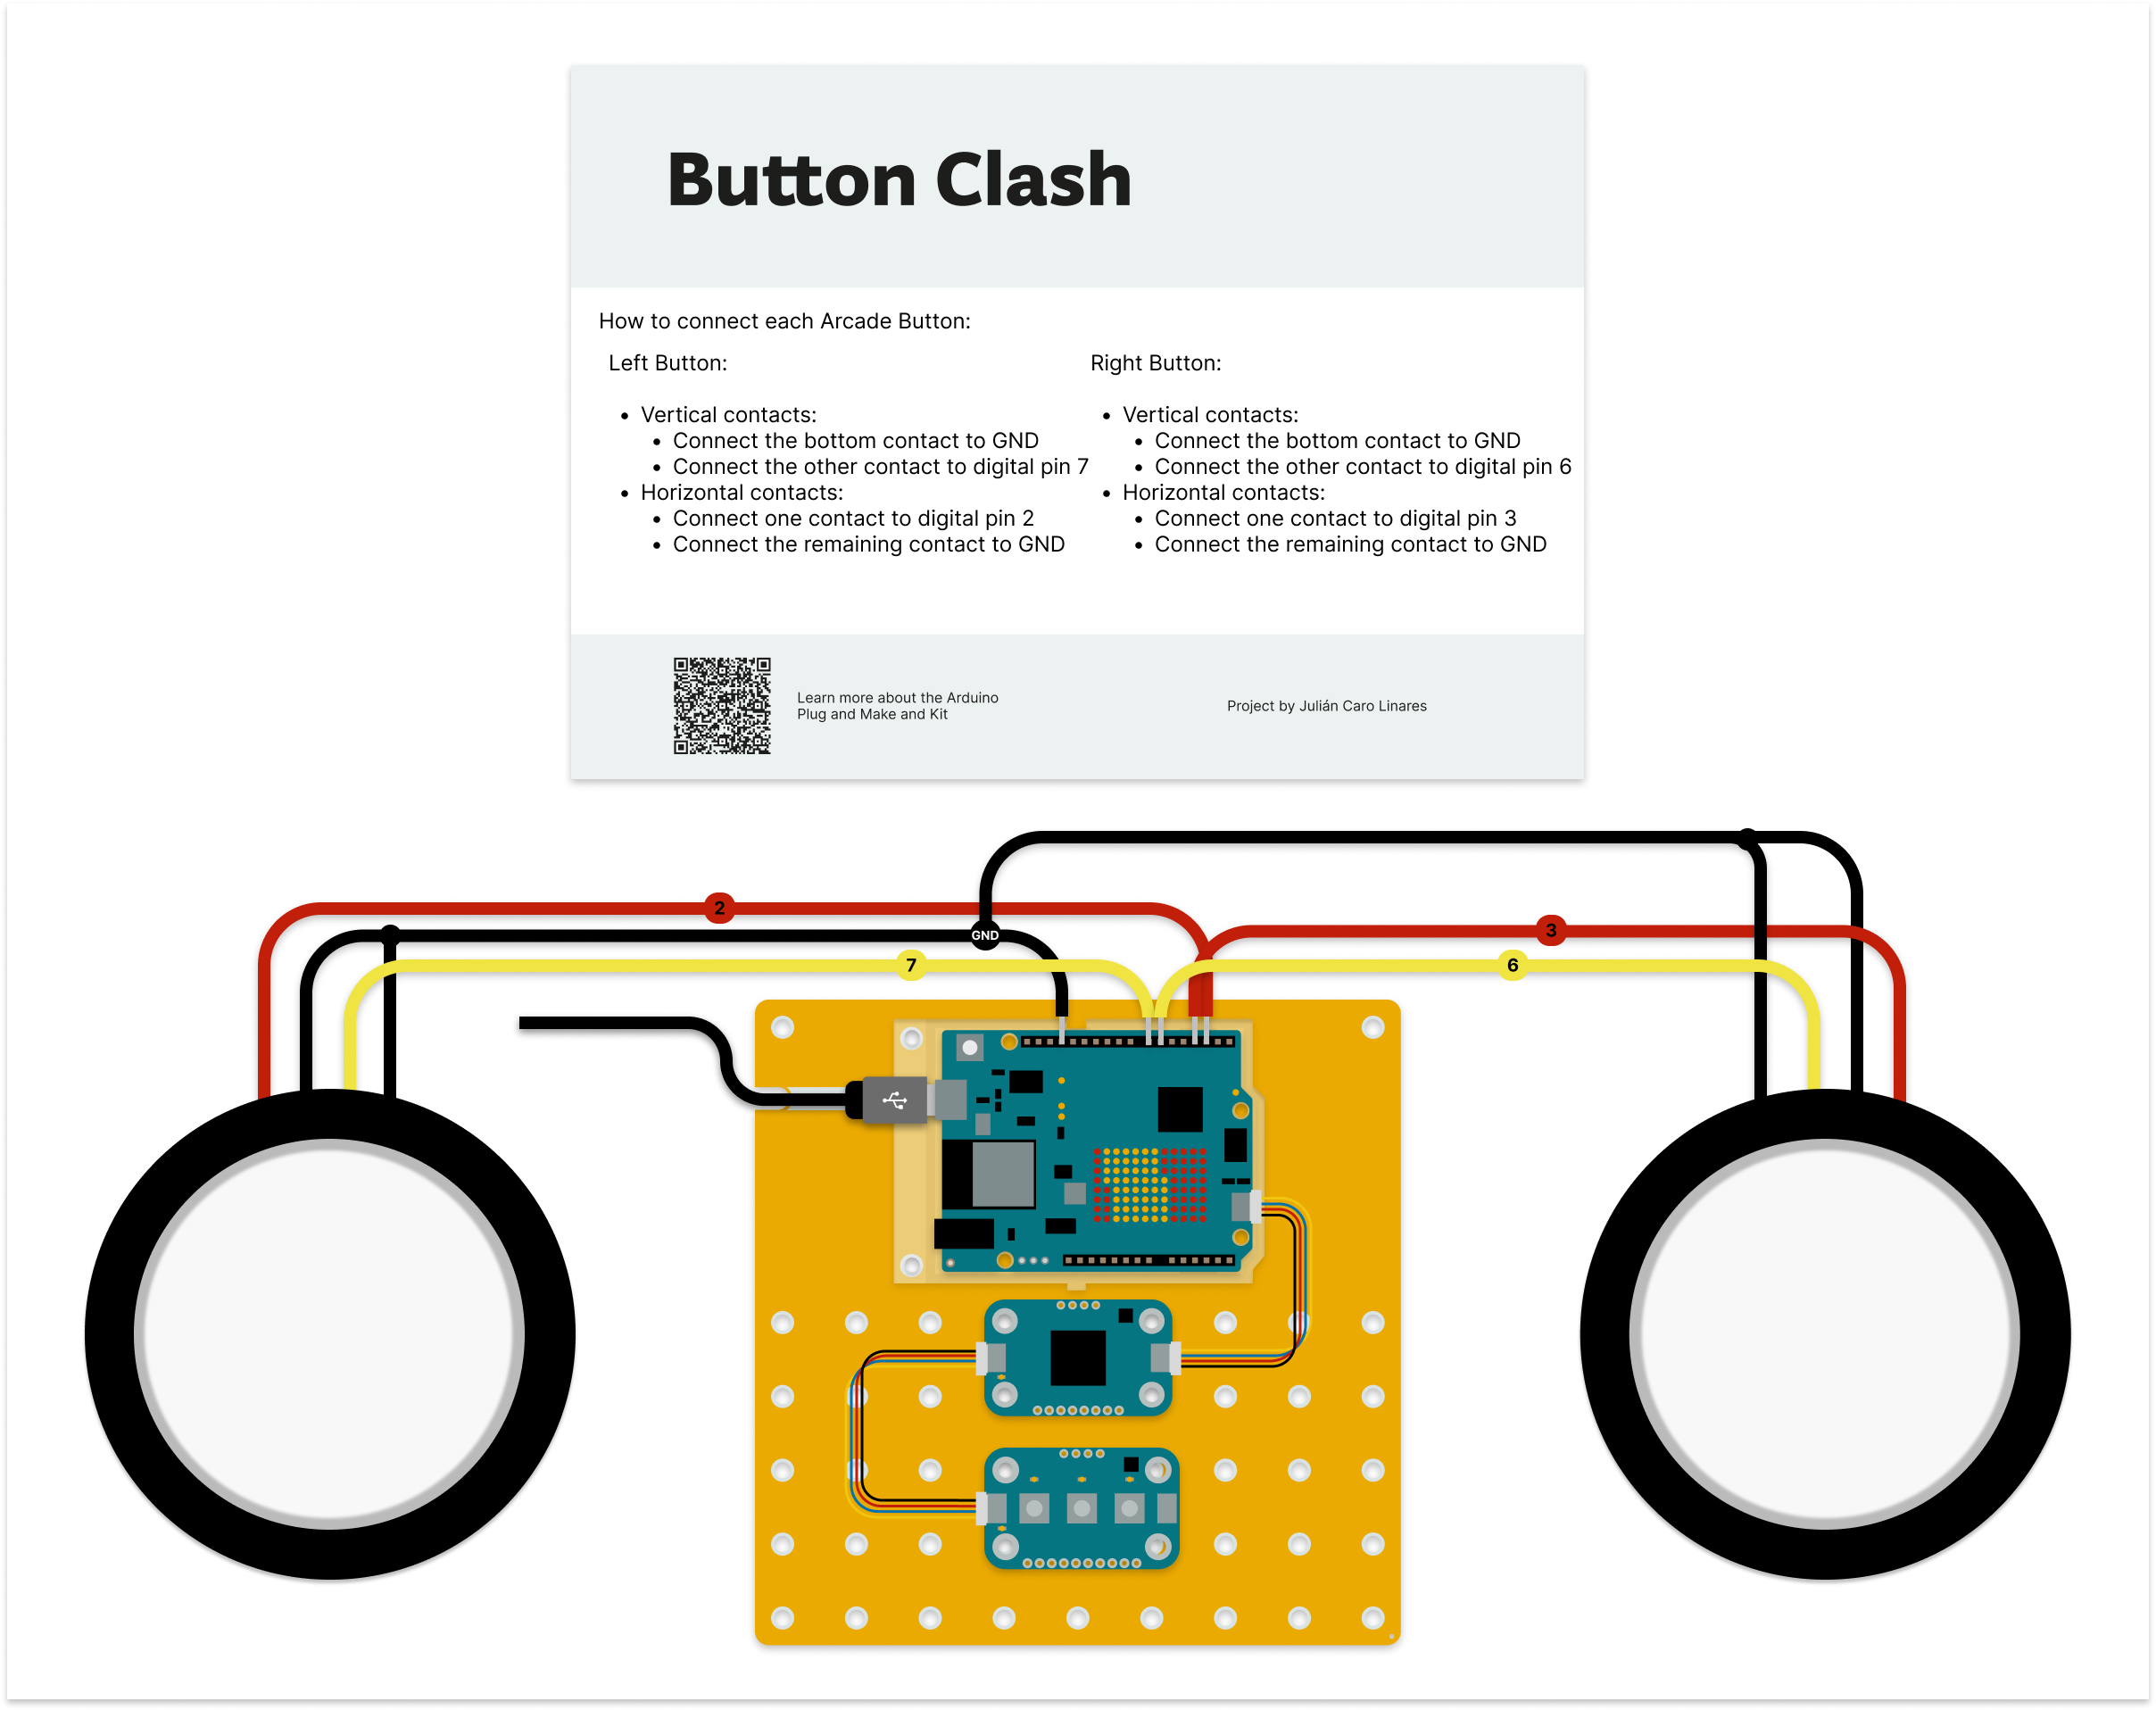 Button Clash
How to connect each Arcade Button:
Left Button:
• Vertical contacts:
• Connect the bottom contact to GND
• Connect the other contact to digital pin 7
• Horizontal contacts:
• Connect one contact to digital pin 2
• Connect the remaining contact to GND
Right Button:
• Vertical contacts:
• Connect the bottom contact to GND
• Connect the other contact to digital pin 6
• Horizontal contacts:
• Connect one contact to digital pin 3
• Connect the remaining contact to GND
Learn more about the Arduino
Plug and Make and Kit
Project by Julián Caro Linares
2
GND
3
7
6